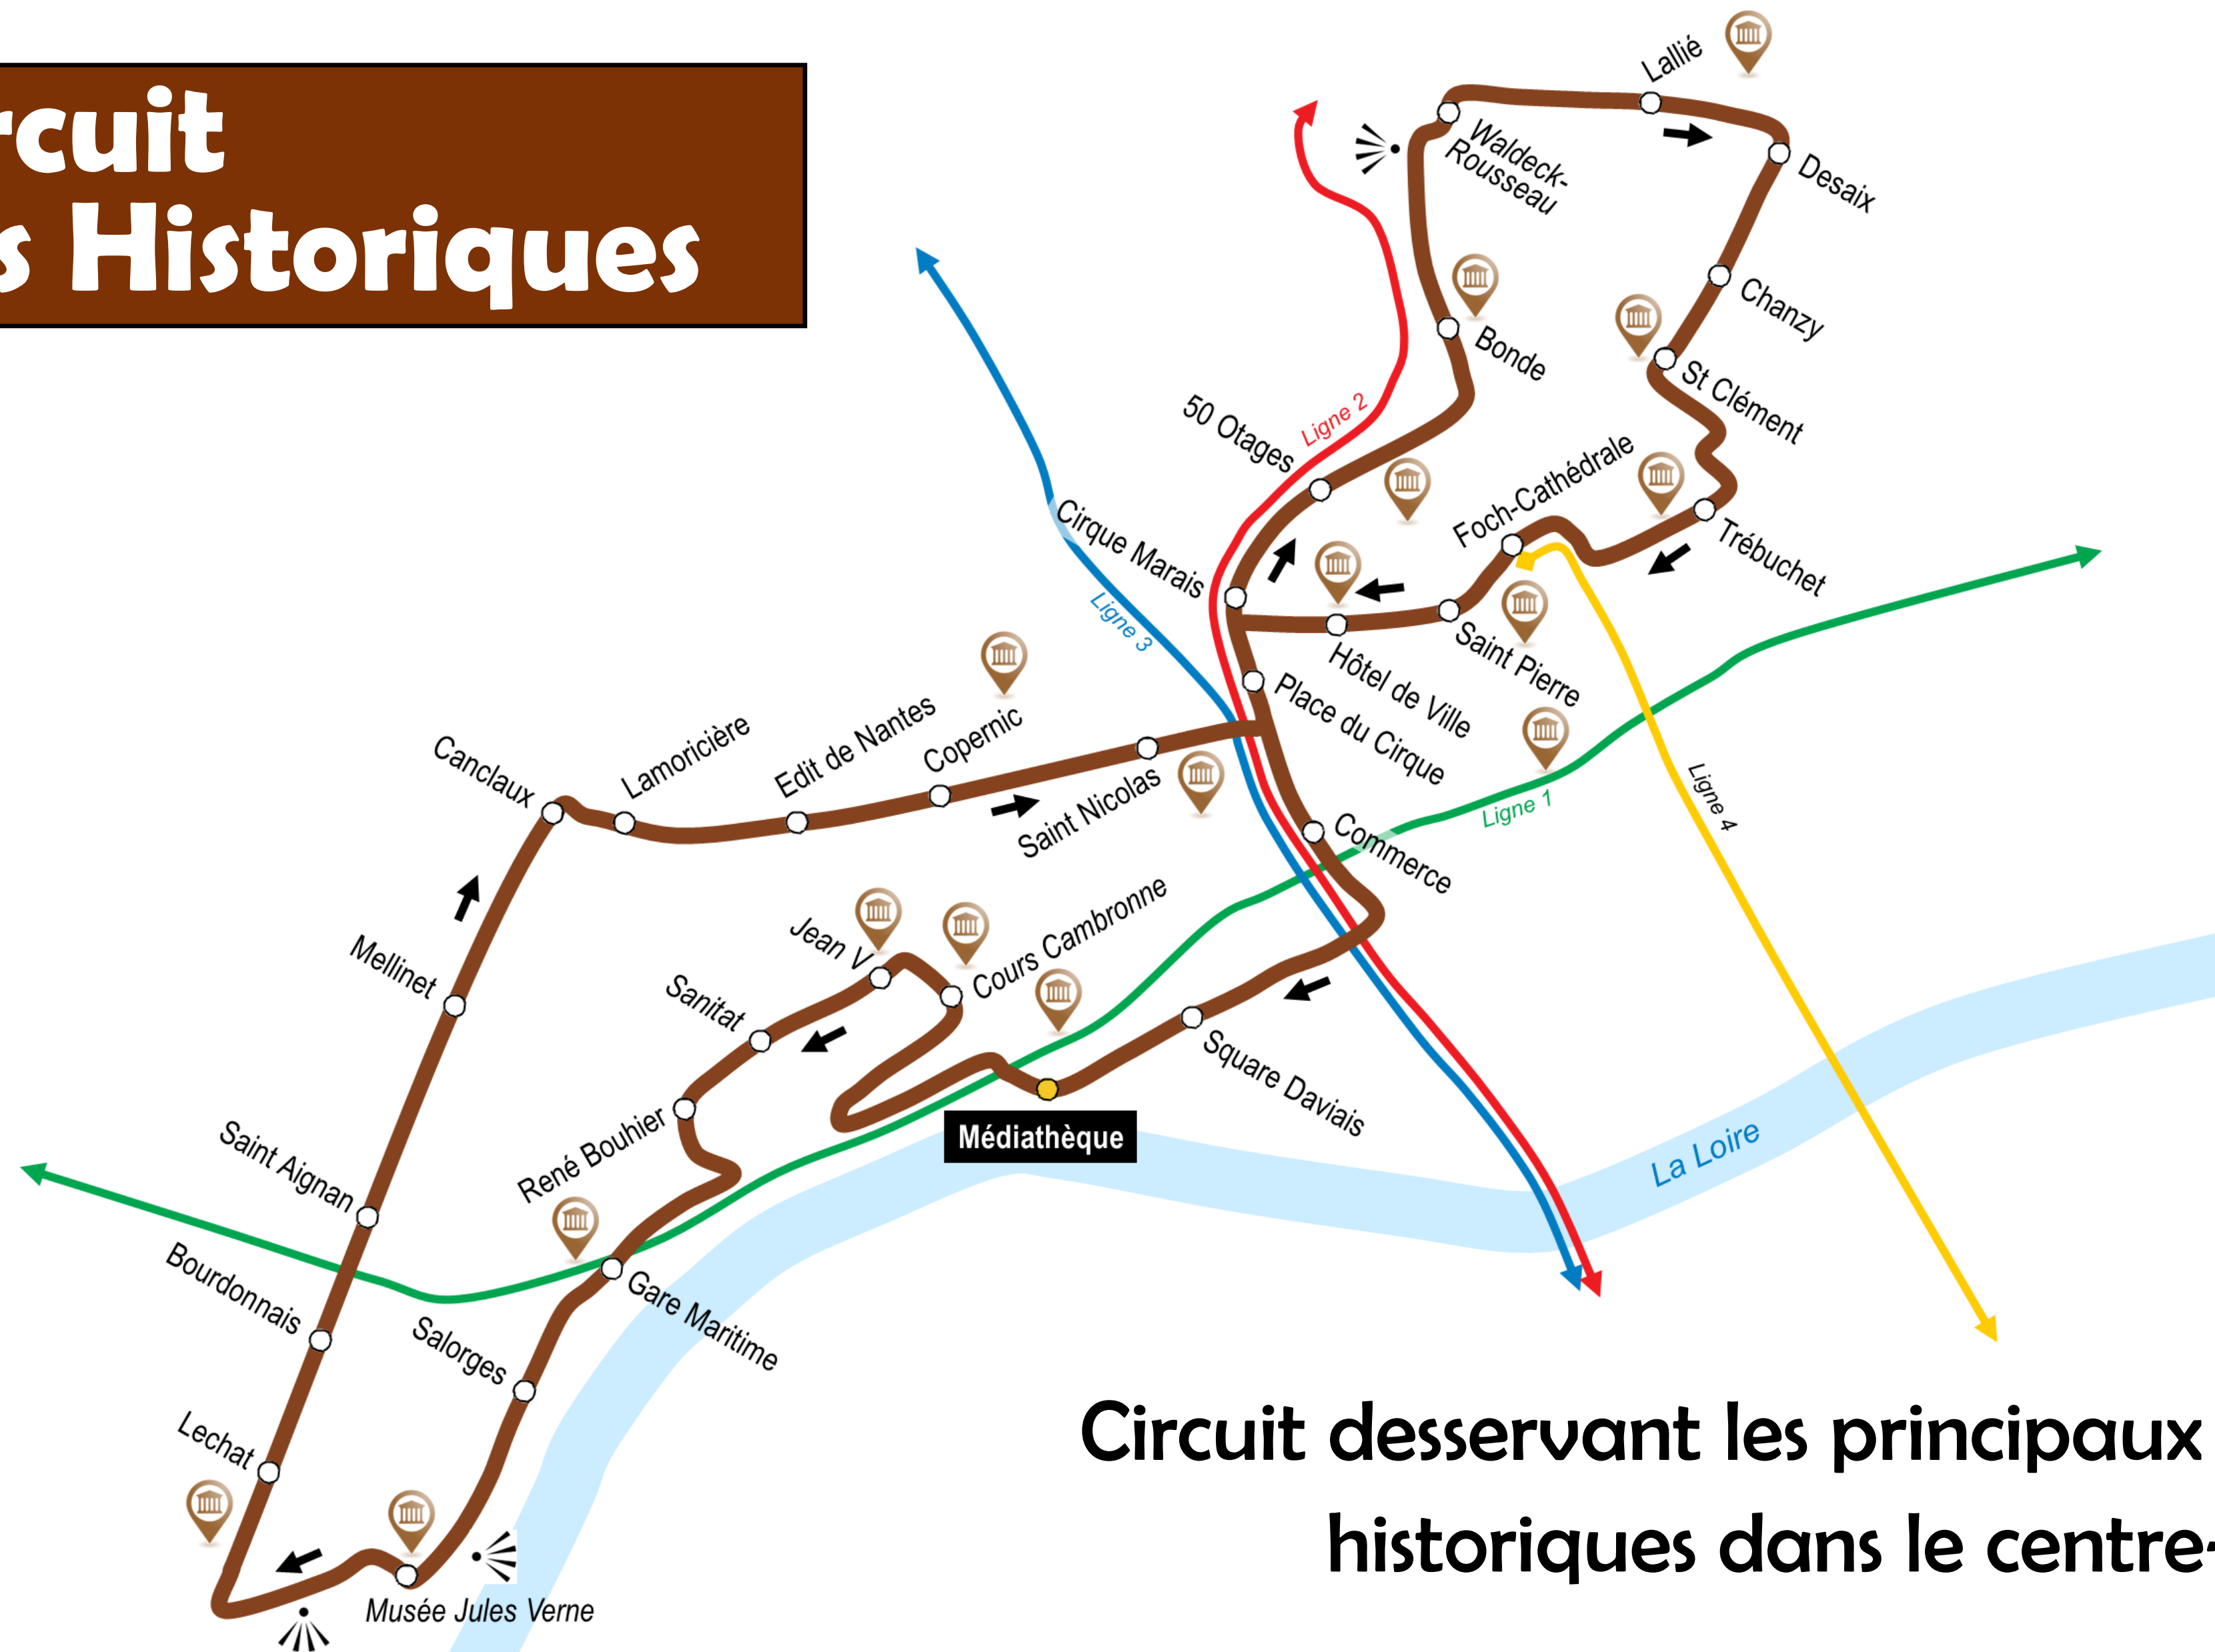 rcuit
s Historiques
Lallié
Waldeck-
Rousseau
Desaix
Chanzy
Bonde
St Clément
50 Otages
Ligne 2
Foch-Cathédrale
Trébuchet
Cirque Marais
Ligne 3
Saint Pierre
Hôtel de Ville
Place du Cirque
Canclaux
Lamoricière
Edit de Nantes
Copernic
Saint Nicolas
Commerce
Ligne 1
Ligne 4
Mellinet
Jean V
Cours Cambronne
Sanitat
Square Daviais
Médiathèque
La Loire
Saint Aignan
René Bouhier
Bourdonnais
Gare Maritime
Salorges
Lechat
Musée Jules Verne
Circuit desservant les principaux
historiques dans le centre-